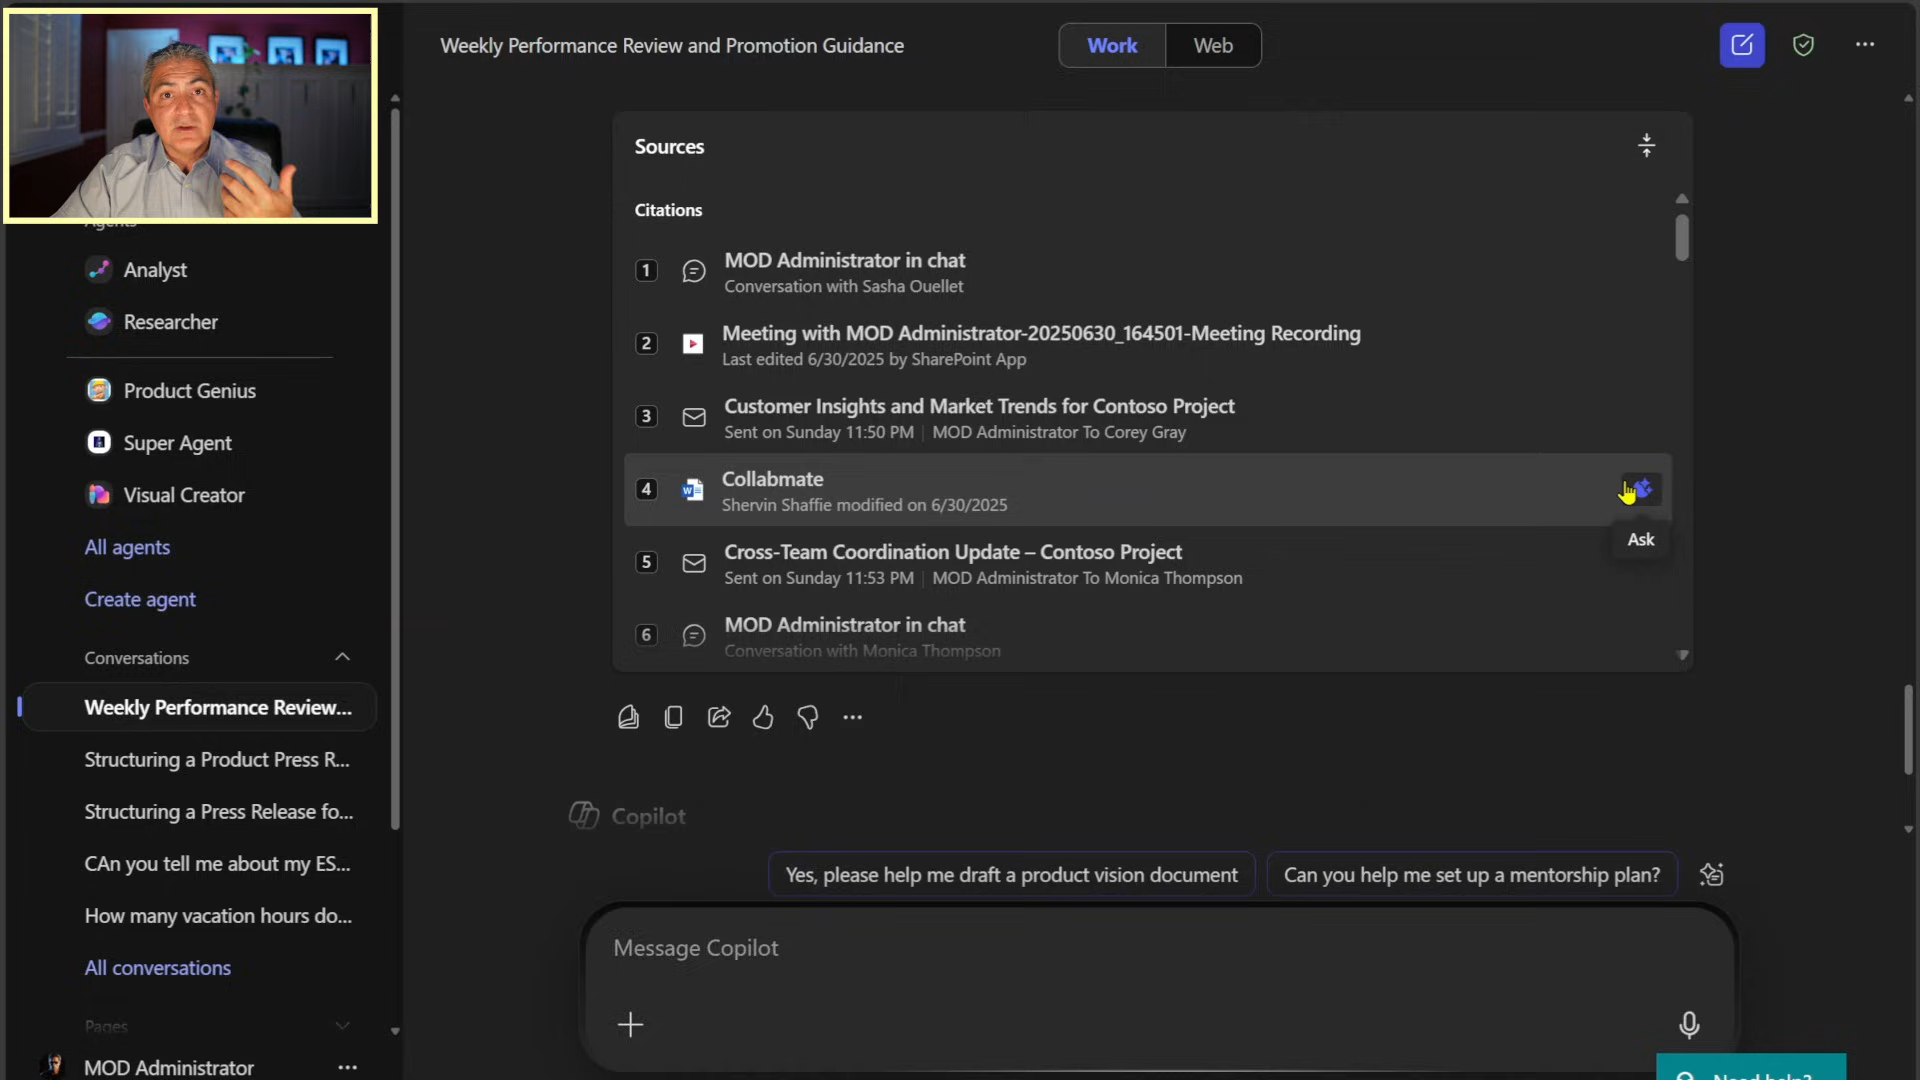 Weekly Performance Review and Promotion Guidance
Work
Web
Agents
Analyst
Researcher
Product Genius
Super Agent
Visual Creator
All agents
Create agent
Conversations
Weekly Performance Review...
Structuring a Product Press R...
Structuring a Press Release fo...
CAn you tell me about my ES...
How many vacation hours do...
All conversations
Pages
MOD Administrator
Sources
Citations
1
MOD Administrator in chat
Conversation with Sasha Ouellet
2
Meeting with MOD Administrator-20250630_164501-Meeting Recording
Last edited 6/30/2025 by SharePoint App
3
Customer Insights and Market Trends for Contoso Project
Sent on Sunday 11:50 PM | MOD Administrator To Corey Gray
4
Collabmate
Shervin Shaffie modified on 6/30/2025
Ask
5
Cross-Team Coordination Update – Contoso Project
Sent on Sunday 11:53 PM | MOD Administrator To Monica Thompson
6
MOD Administrator in chat
Conversation with Monica Thompson
Copilot
Yes, please help me draft a product vision document
Can you help me set up a mentorship plan?
Message Copilot
Need help?